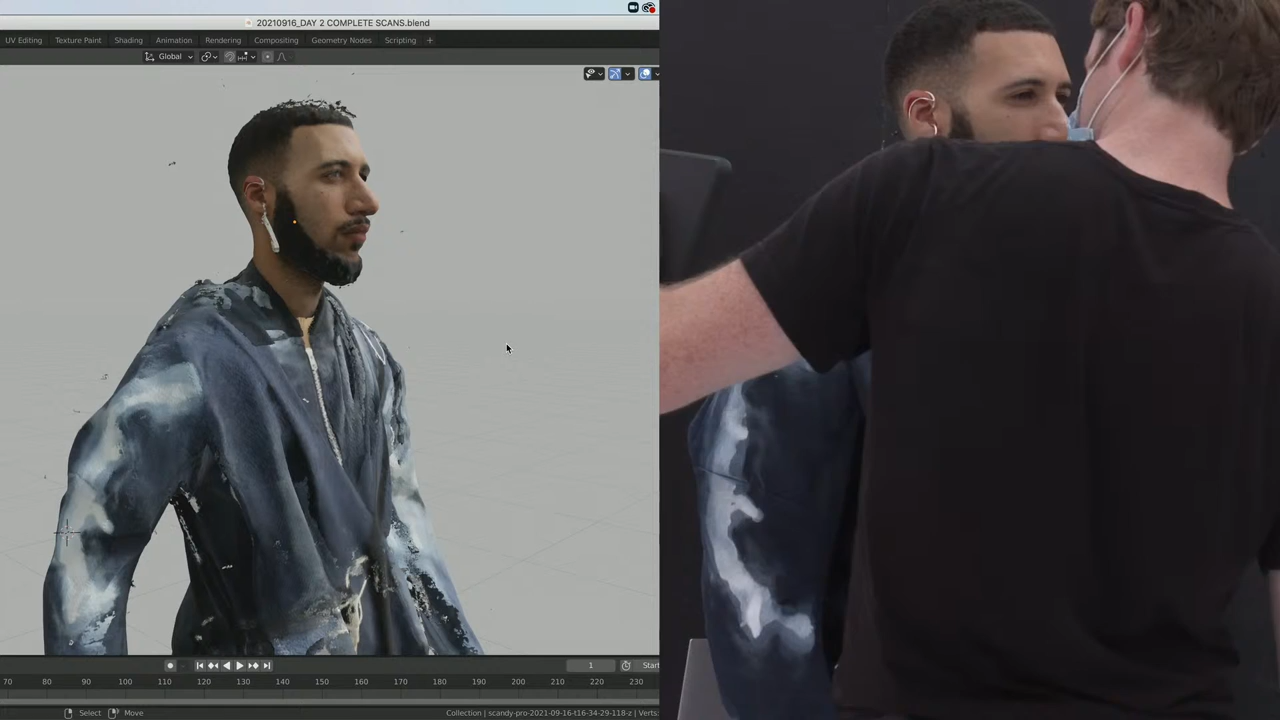 20210916_DAY 2 COMPLETE SCANS.blend
UV Editing Texture Paint Shading Animation Rendering Compositing Geometry Nodes Scripting +
Global
1 Start
70 80 90 100 110 120 130 140 150 160 170 180 190 200 210 220 230
Select Move Collection | scandy-pro-2021-09-16-t16-34-29-118-z | Verts: